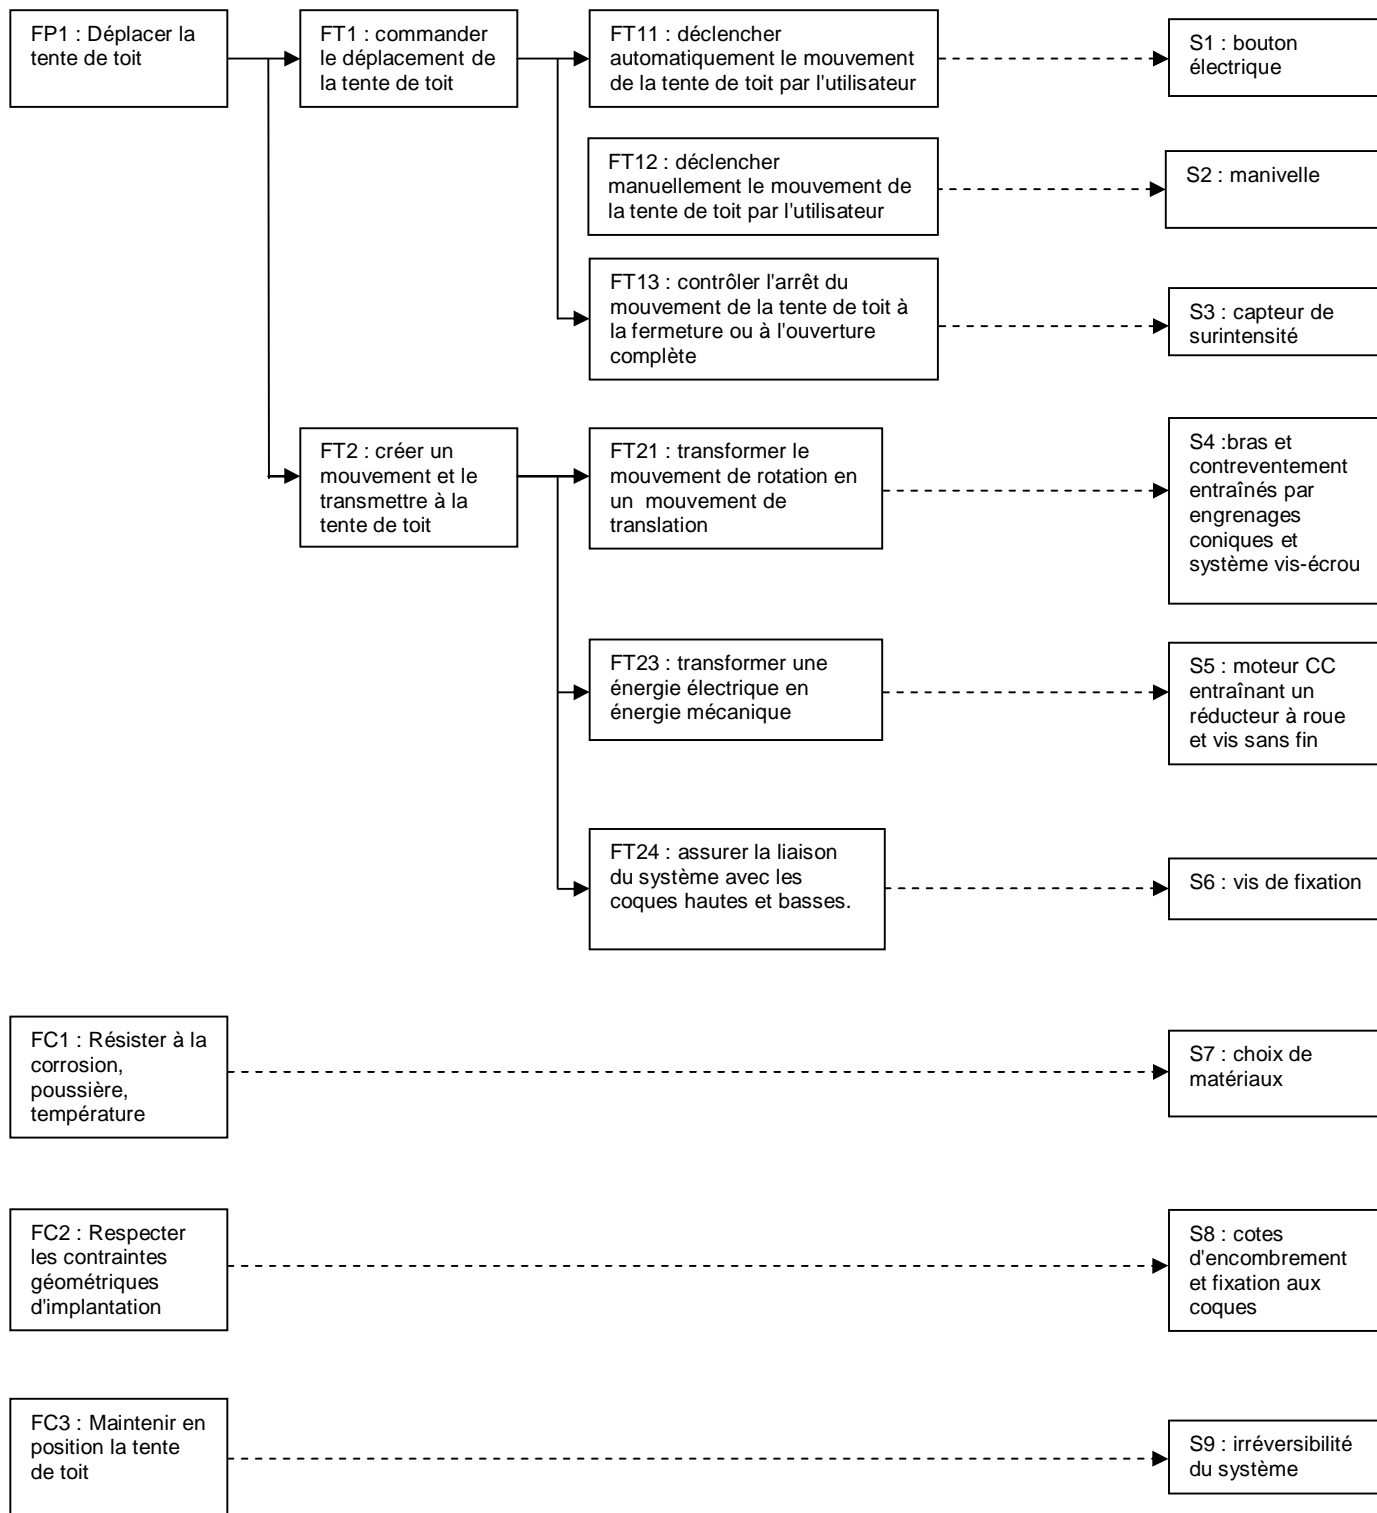 FP1 : Déplacer la
tente de toit
FT1 : commander
le déplacement de
la tente de toit
FT11 : déclencher
automatiquement le mouvement
de la tente de toit par l'utilisateur
S1 : bouton
électrique
FT12 : déclencher
manuellement le mouvement de
la tente de toit par l'utilisateur
S2 : manivelle
FT13 : contrôler l'arrêt du
mouvement de la tente de toit à
la fermeture ou à l'ouverture
complète
S3 : capteur de
surintensité
FT2 : créer un
mouvement et le
transmettre à la
tente de toit
FT21 : transformer le
mouvement de rotation en
un mouvement de
translation
S4 :bras et
contreventement
entraînés par
engrenages
coniques et
système vis-écrou
FT23 : transformer une
énergie électrique en
énergie mécanique
S5 : moteur CC
entraînant un
réducteur à roue
et vis sans fin
FT24 : assurer la liaison
du système avec les
coques hautes et basses.
S6 : vis de fixation
FC1 : Résister à la
corrosion,
poussière,
température
S7 : choix de
matériaux
FC2 : Respecter
les contraintes
géométriques
d'implantation
S8 : cotes
d'encombrement
et fixation aux
coques
FC3 : Maintenir en
position la tente
de toit
S9 : irréversibilité
du système